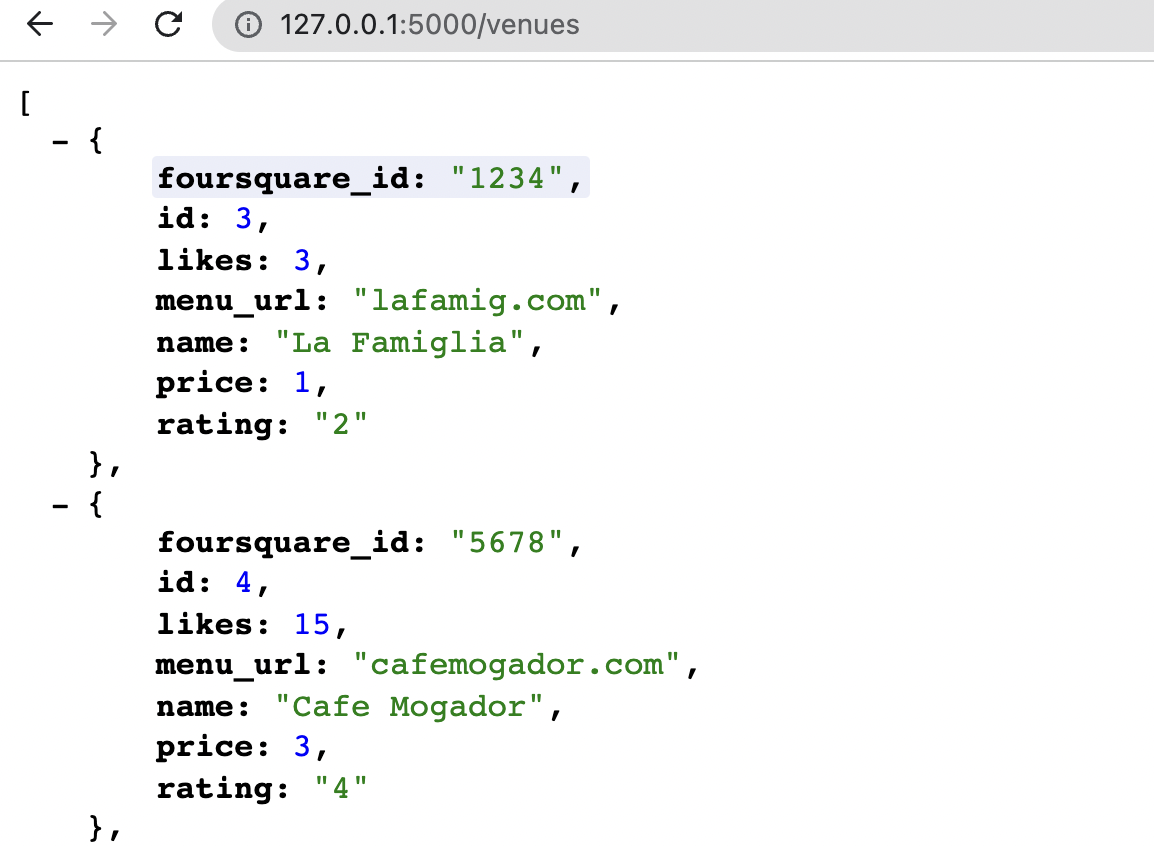 127.0.0.1:5000/venues
[
- {
foursquare_id: "1234",
id: 3,
likes: 3,
menu_url: "lafamig.com",
name: "La Famiglia",
price: 1,
rating: "2"
},
- {
foursquare_id: "5678",
id: 4,
likes: 15,
menu_url: "cafemogador.com",
name: "Cafe Mogador",
price: 3,
rating: "4"
},